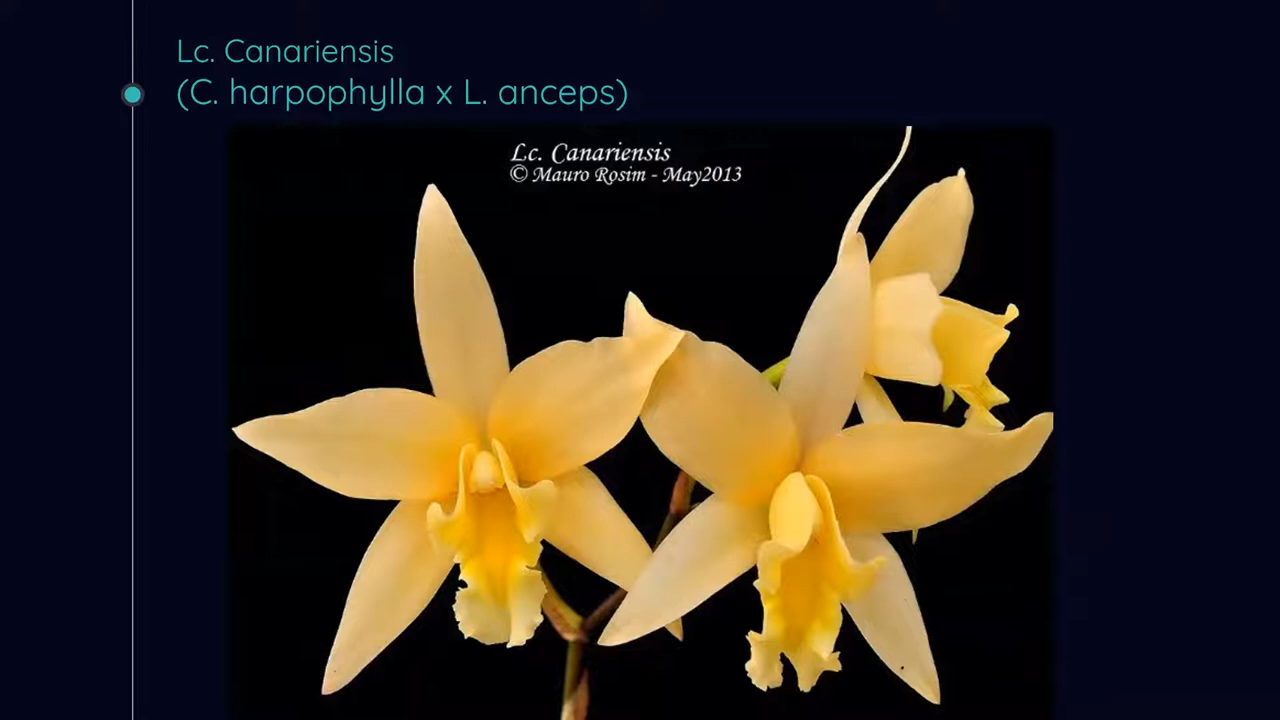 Lc. Canariensis
(C. harpophylla x L. anceps)
Lc. Canariensis
© Mauro Rosim - May2013